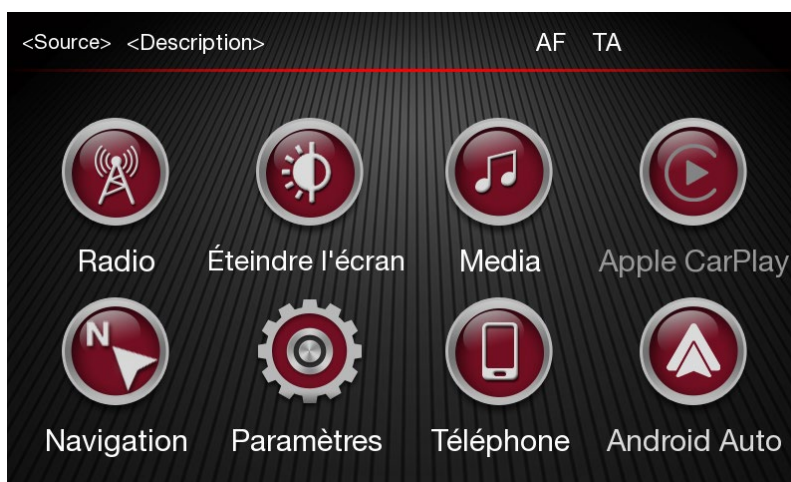 <Source> <Description> AF TA
Radio Éteindre l'écran Media Apple CarPlay
N
Navigation Paramètres Téléphone Android Auto